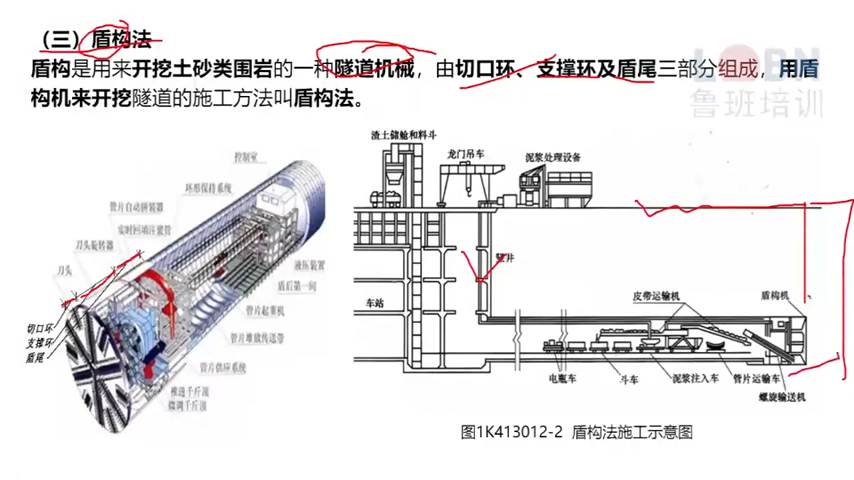 （三）盾构法
盾构是用来开挖土砂类围岩的一种隧道机械，由切口环、支撑环及盾尾三部分组成，用盾
构机来开挖隧道的施工方法叫盾构法。
鲁班培训
控制室
环形保持系统
管片自动拼装器
实时回填注浆管
刀头旋转器
刀头
切口环
支撑环
盾尾
液压装置
盾后第一间
管片起重机
管片堆放传送带
管片供应系统
推进千斤顶
微调千斤顶
渣土储舱和料斗
龙门吊车
泥浆处理设备
竖井
车站
皮带运输机
盾构机
电瓶车
斗车
泥浆注入车
管片运输车
螺旋输送机
图1K413012-2 盾构法施工示意图